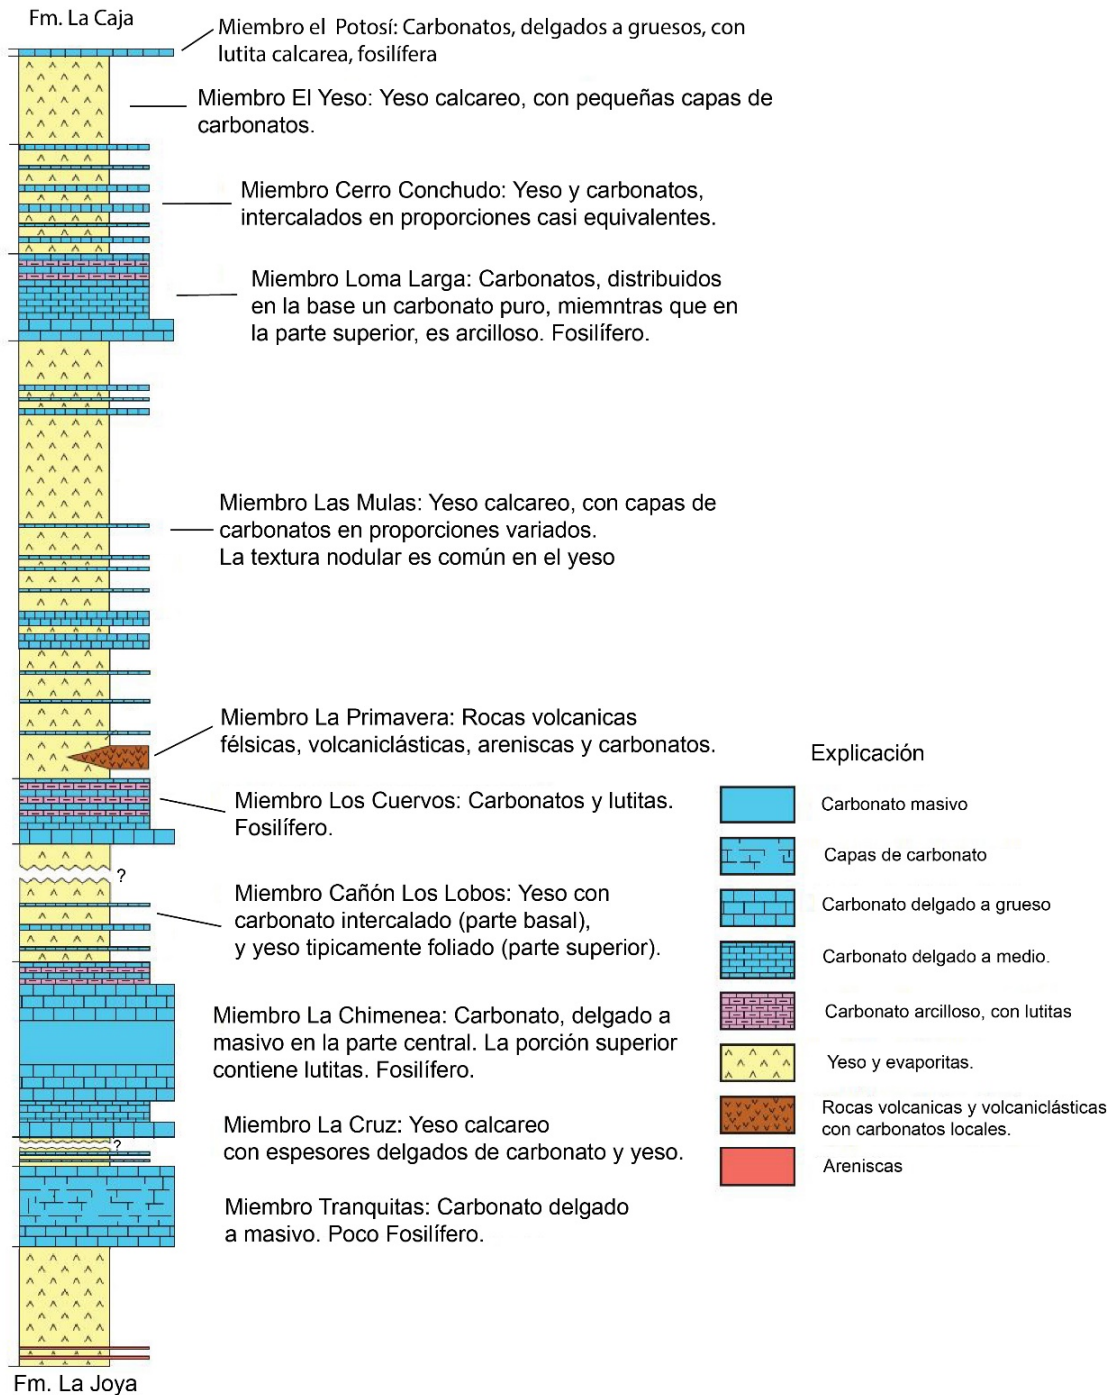 Fm. La Caja
Miembro el Potosí: Carbonatos, delgados a gruesos, con
lutita calcarea, fosilífera
Miembro El Yeso: Yeso calcareo, con pequeñas capas de
carbonatos.
Miembro Cerro Conchudo: Yeso y carbonatos,
intercalados en proporciones casi equivalentes.
Miembro Loma Larga: Carbonatos, distribuidos
en la base un carbonato puro, miemntras que en
la parte superior, es arcilloso. Fosilífero.
Miembro Las Mulas: Yeso calcareo, con capas de
carbonatos en proporciones variados.
La textura nodular es común en el yeso
Miembro La Primavera: Rocas volcanicas
félsicas, volcaniclásticas, areniscas y carbonatos.
Miembro Los Cuervos: Carbonatos y lutitas.
Fosilífero.
?
Miembro Cañón Los Lobos: Yeso con
carbonato intercalado (parte basal),
y yeso tipicamente foliado (parte superior).
Miembro La Chimenea: Carbonato, delgado a
masivo en la parte central. La porción superior
contiene lutitas. Fosilífero.
Miembro La Cruz: Yeso calcareo
con espesores delgados de carbonato y yeso.
?
Miembro Tranquitas: Carbonato delgado
a masivo. Poco Fosilífero.
Fm. La Joya
Explicación
Carbonato masivo
Capas de carbonato
Carbonato delgado a grueso
Carbonato delgado a medio.
Carbonato arcilloso, con lutitas
Yeso y evaporitas.
Rocas volcanicas y volcaniclásticas
con carbonatos locales.
Areniscas